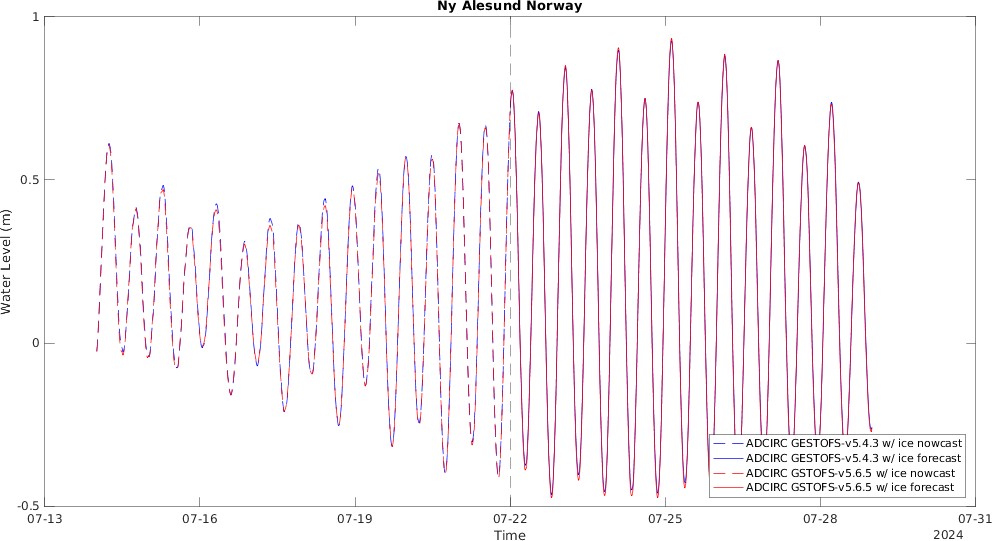 Ny Alesund Norway
1
0.5
0
-0.5
Water Level (m)
07-13 07-16 07-19 07-22 07-25 07-28 07-31
Time
2024
ADCIRC GESTOFS-v5.4.3 w/ ice nowcast
ADCIRC GESTOFS-v5.4.3 w/ ice forecast
ADCIRC GSTOFS-v5.6.5 w/ ice nowcast
ADCIRC GSTOFS-v5.6.5 w/ ice forecast